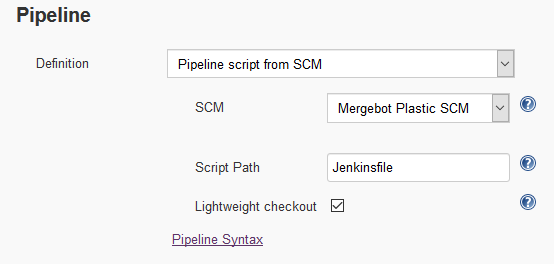 Pipeline
Definition Pipeline script from SCM
SCM Mergebot Plastic SCM
Script Path Jenkinsfile
Lightweight checkout
Pipeline Syntax